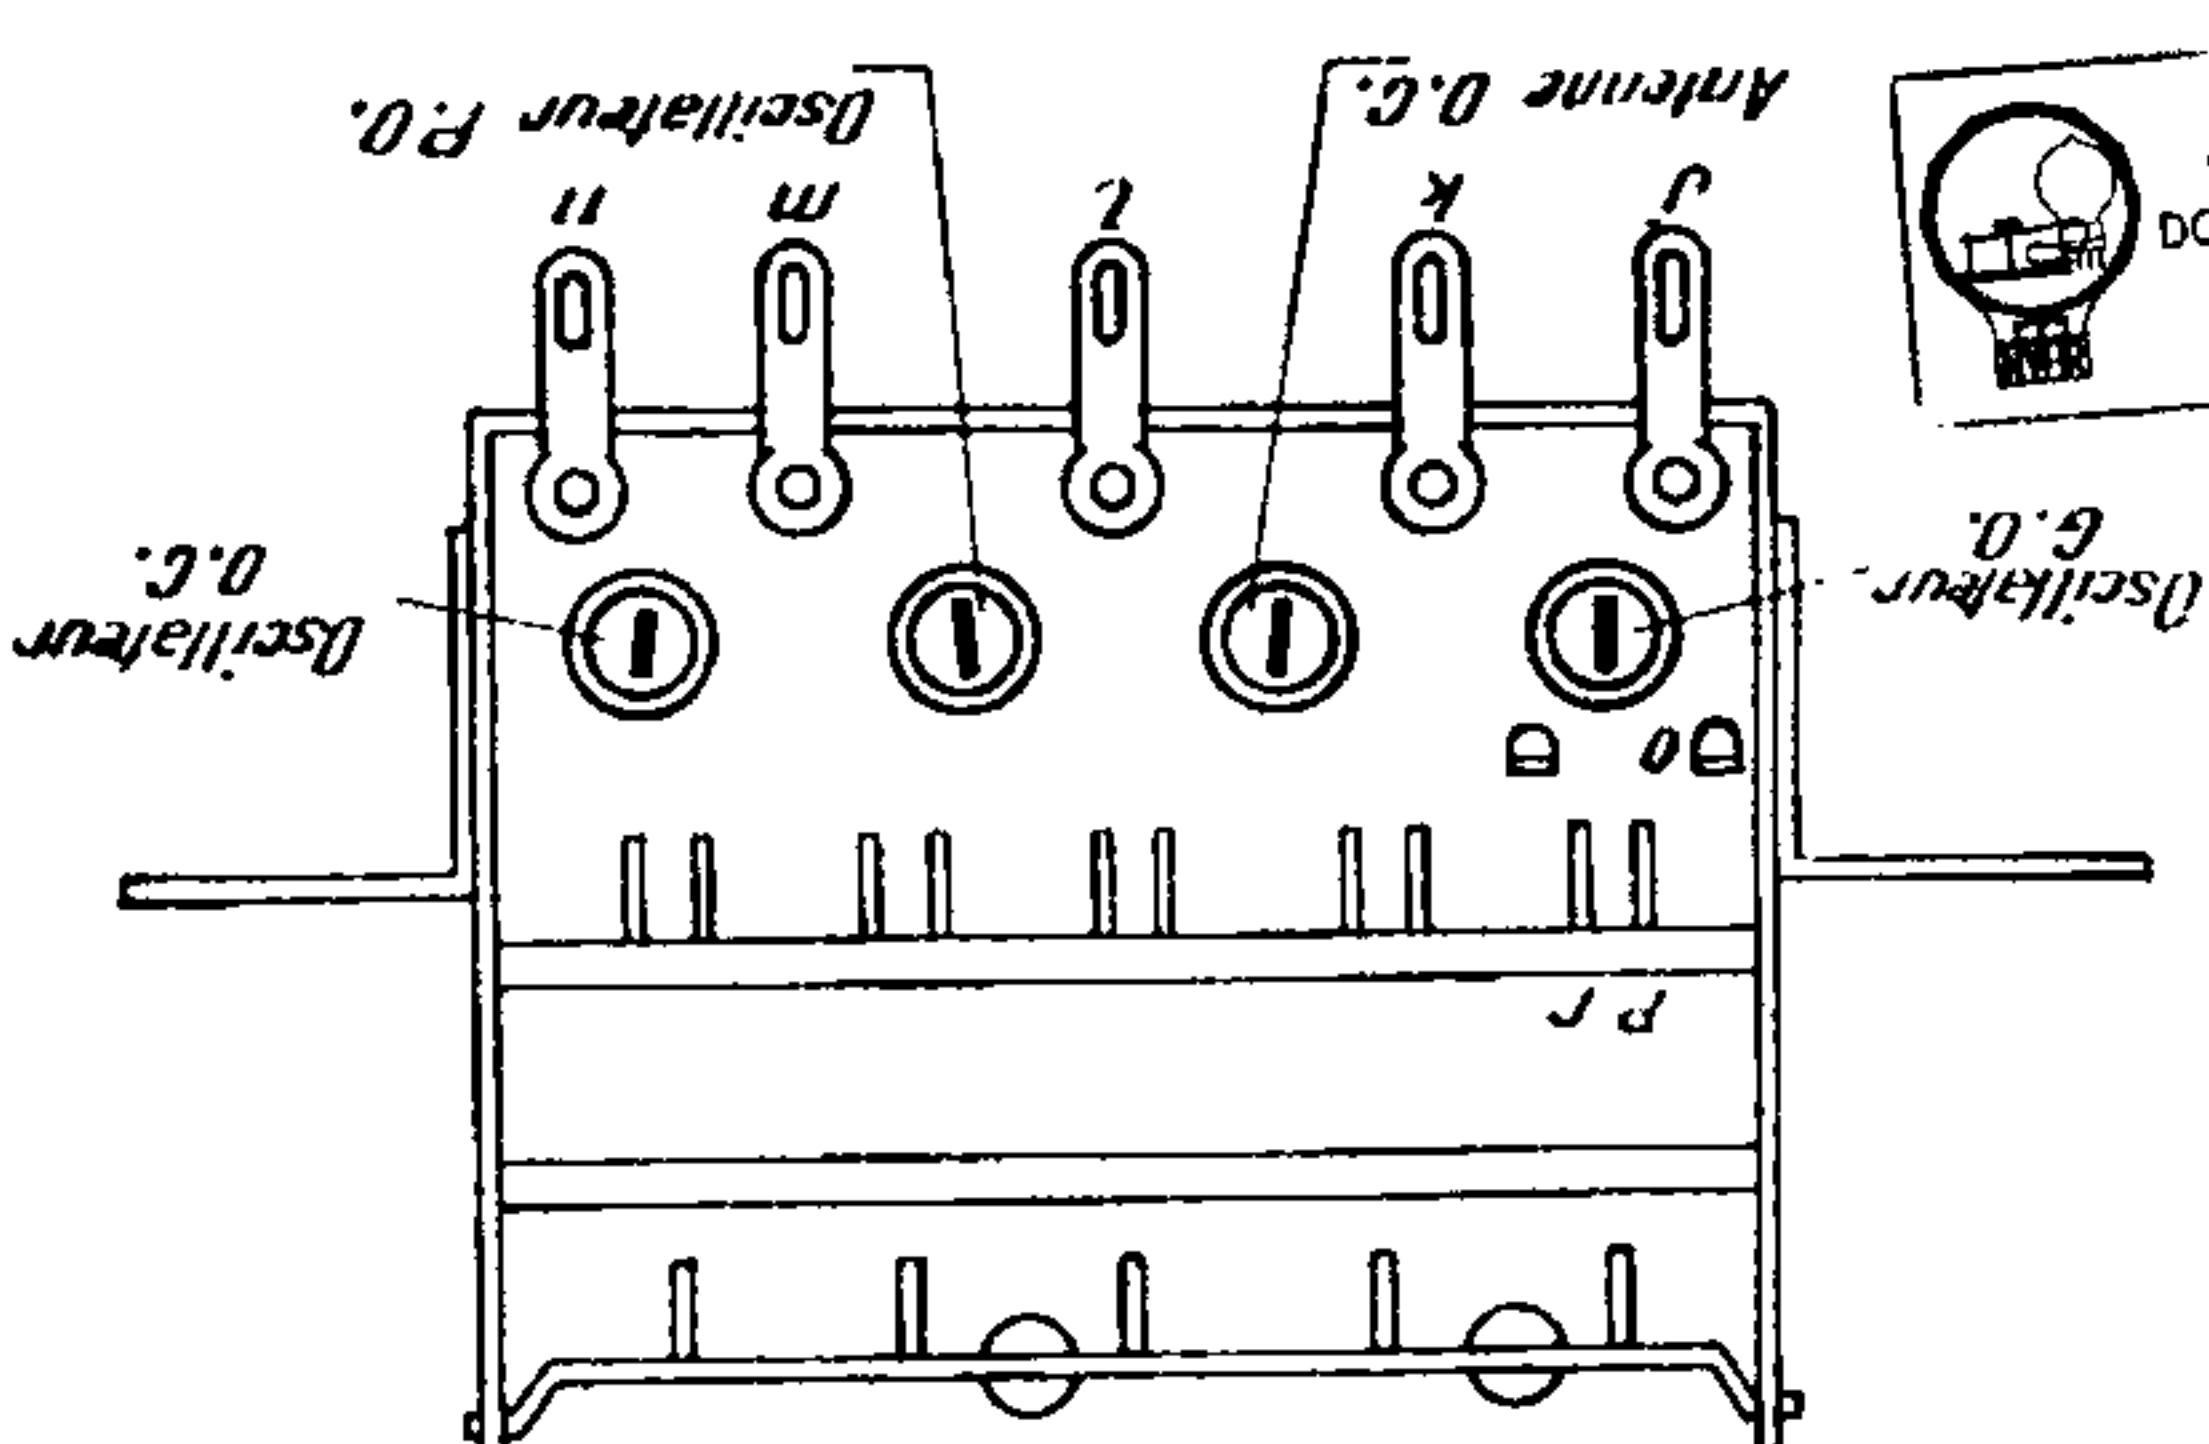 p r
o
Oscillateur
G.O.
Oscillateur
O.C.
j k l m n
Antenne O.C.
Oscillateur P.O.